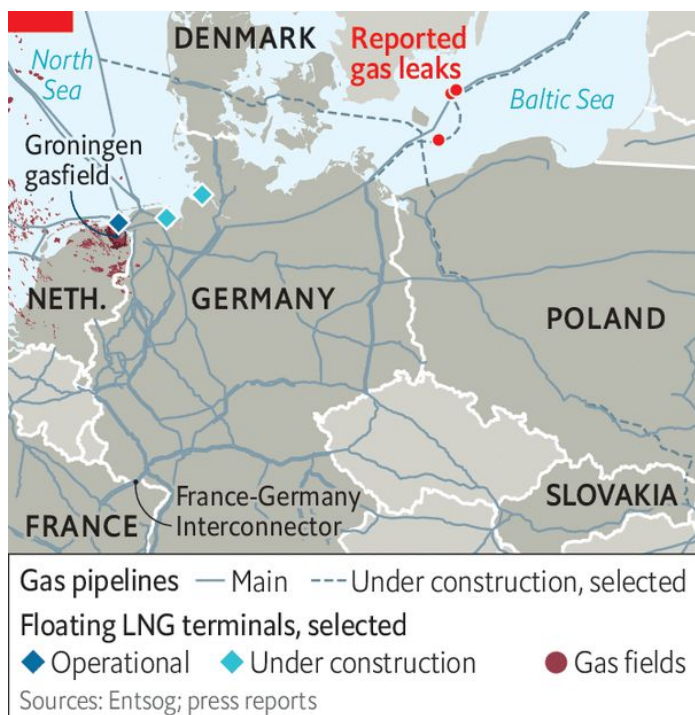 DENMARK
Reported
gas leaks
North
Sea
Baltic Sea
Groningen
gasfield
NETH.
GERMANY
POLAND
France-Germany
Interconnector
SLOVAKIA
FRANCE
Gas pipelines
Main
Under construction, selected
Floating LNG terminals, selected
Operational
Under construction
Gas fields
Sources: Entsog; press reports